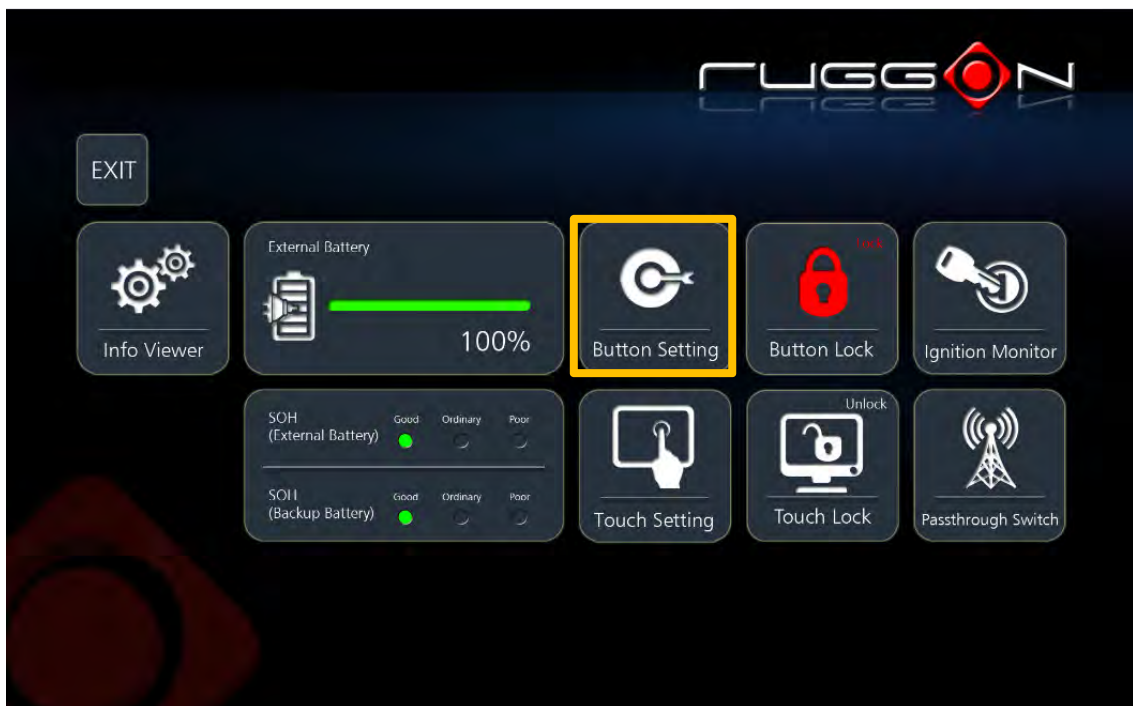 RUGGON
EXIT
Info Viewer
External Battery
100%
Button Setting
Lock
Button Lock
Ignition Monitor
SOH
(External Battery)
Good Ordinary Poor
SOH
(Backup Battery)
Good Ordinary Poor
Touch Setting
Unlock
Touch Lock
Passthrough Switch